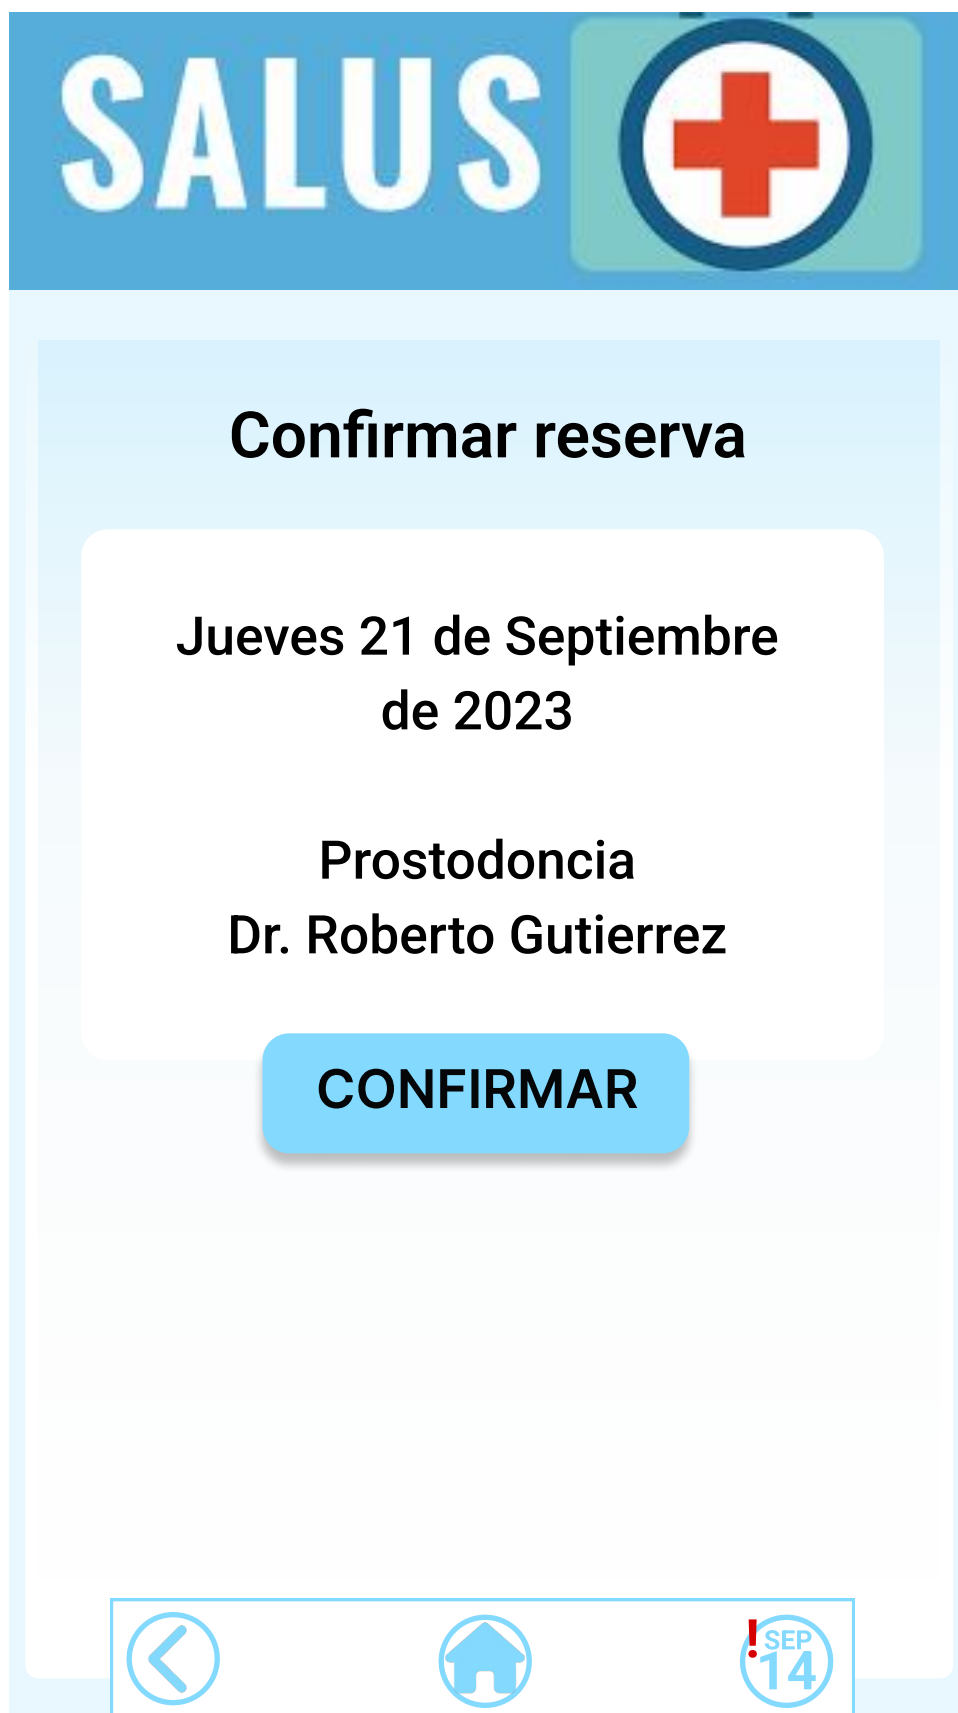 SALUS
Confirmar reserva
Jueves 21 de Septiembre
de 2023
Prostodoncia
Dr. Roberto Gutierrez
CONFIRMAR
! SEP
14